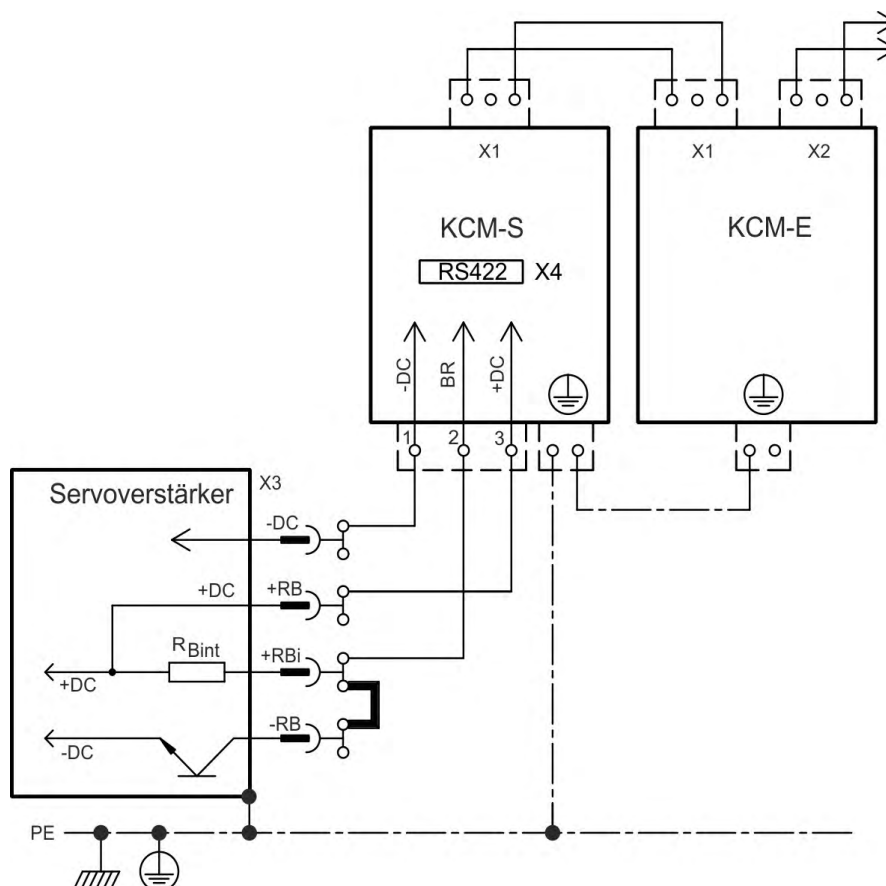 X1
X1
X2
KCM-S
KCM-E
RS422
X4
-DC
BR
+DC
1
2
3
Servoverstärker
X3
-DC
+DC
+RB
RBint
+RBi
+DC
-RB
-DC
PE